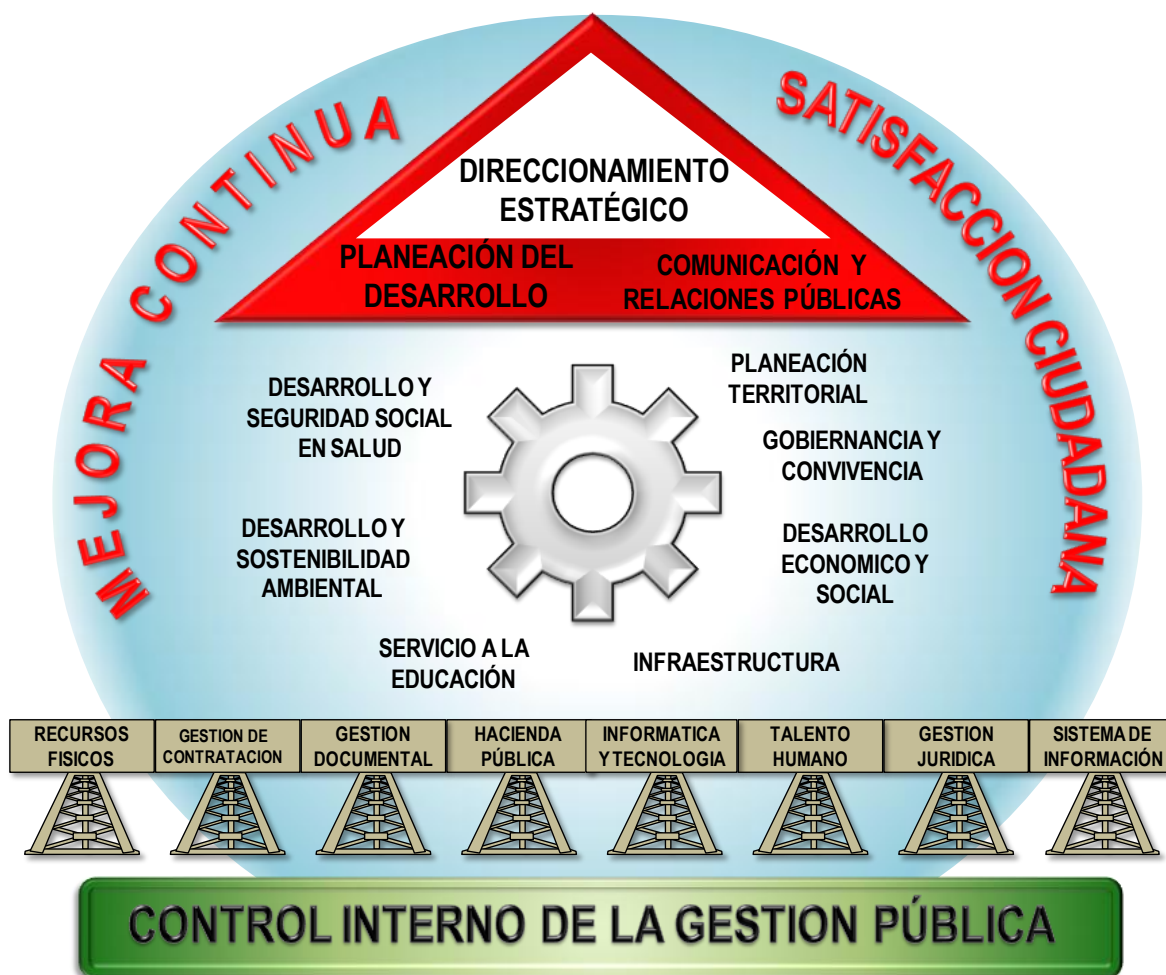 MEJORA CONTINUA
SATISFACCION CIUDADANA
DIRECCIONAMIENTO
ESTRATÉGICO
PLANEACIÓN DEL
DESARROLLO
COMUNICACIÓN Y
RELACIONES PÚBLICAS
DESARROLLO Y
SEGURIDAD SOCIAL
EN SALUD
PLANEACIÓN
TERRITORIAL
GOBIERNANCIA Y
CONVIVENCIA
DESARROLLO Y
SOSTENIBILIDAD
AMBIENTAL
DESARROLLO
ECONOMICO Y
SOCIAL
SERVICIO A LA
EDUCACIÓN
INFRAESTRUCTURA
RECURSOS
FISICOS
GESTION DE
CONTRATACION
GESTION
DOCUMENTAL
HACIENDA
PÚBLICA
INFORMATICA
Y TECNOLOGIA
TALENTO
HUMANO
GESTION
JURIDICA
SISTEMA DE
INFORMACIÓN
CONTROL INTERNO DE LA GESTION PÚBLICA